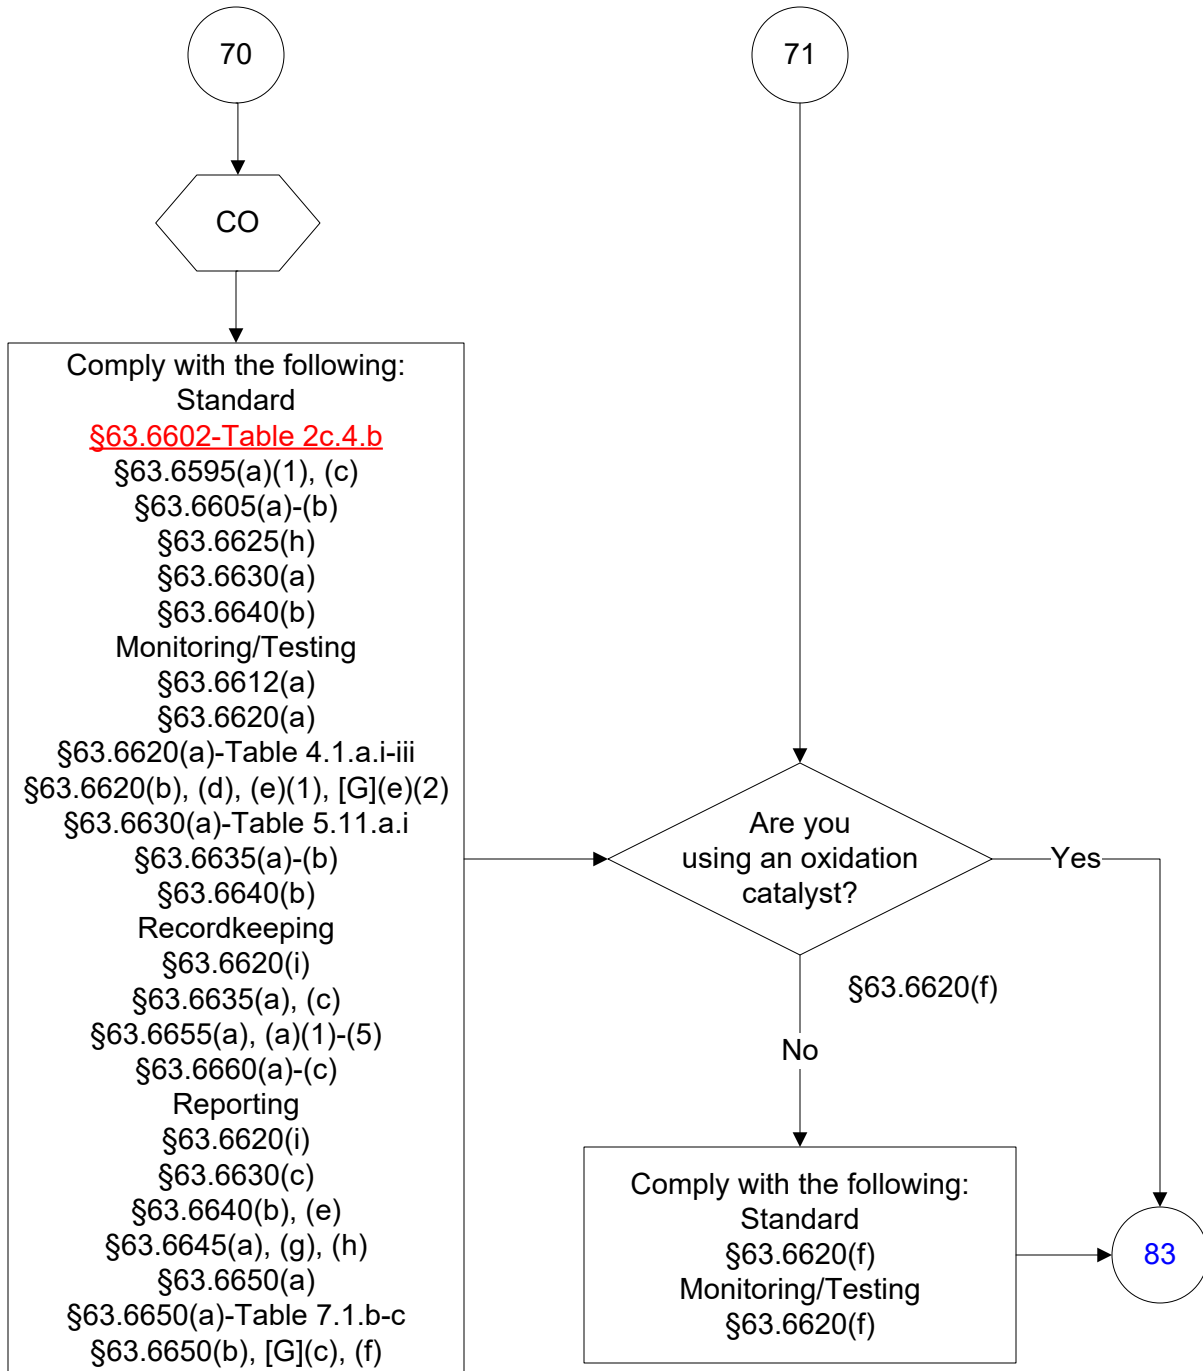 70
71
CO
Comply with the following:
Standard
§63.6602-Table 2c.4.b
§63.6595(a)(1), (c)
§63.6605(a)-(b)
§63.6625(h)
§63.6630(a)
§63.6640(b)
Monitoring/Testing
§63.6612(a)
§63.6620(a)
§63.6620(a)-Table 4.1.a.i-iii
§63.6620(b), (d), (e)(1), [G](e)(2)
§63.6630(a)-Table 5.11.a.i
§63.6635(a)-(b)
§63.6640(b)
Recordkeeping
§63.6620(i)
§63.6635(a), (c)
§63.6655(a), (a)(1)-(5)
§63.6660(a)-(c)
Reporting
§63.6620(i)
§63.6630(c)
§63.6640(b), (e)
§63.6645(a), (g), (h)
§63.6650(a)
§63.6650(a)-Table 7.1.b-c
§63.6650(b), [G](c), (f)
Are you
using an oxidation
catalyst?
Yes
§63.6620(f)
No
Comply with the following:
Standard
§63.6620(f)
Monitoring/Testing
§63.6620(f)
83